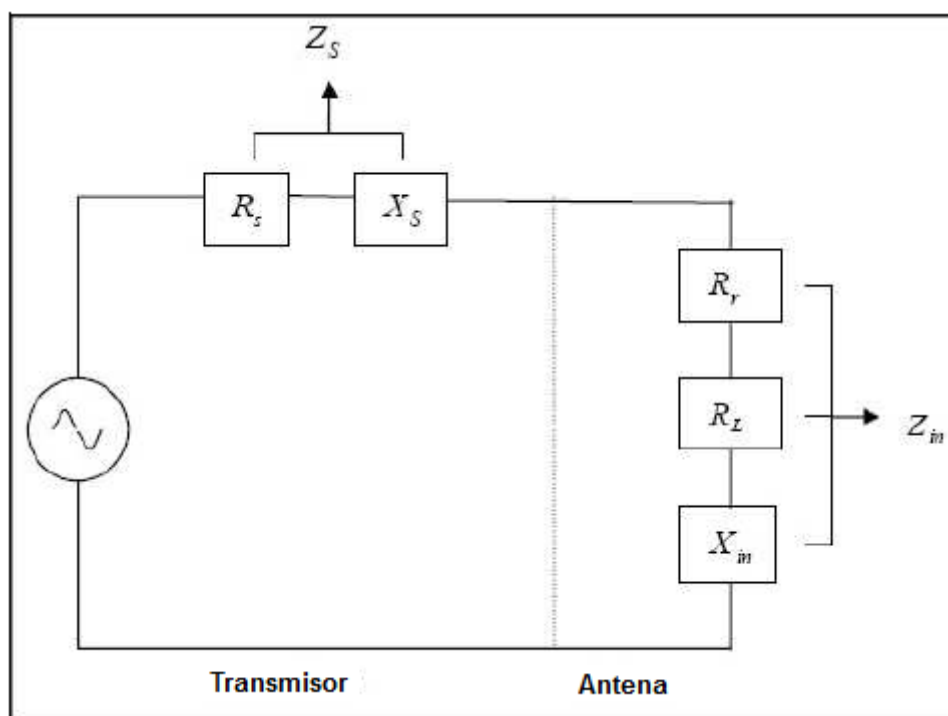 Z_S
R_s X_S
R_r
R_L
Z_in
X_in
Transmisor Antena